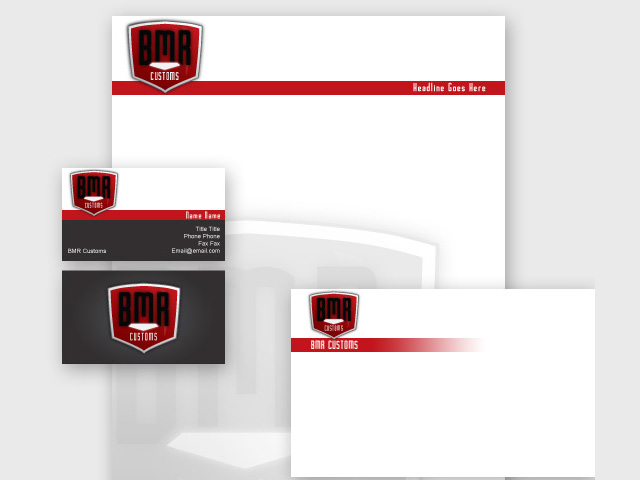 BMR
CUSTOMS
Headline Goes Here
BMR
CUSTOMS
Name Name
Title Title
Phone Phone
Fax Fax
BMR Customs
Email@email.com
BMR
CUSTOMS
BMR
BMR
CUSTOMS
BMR CUSTOMS